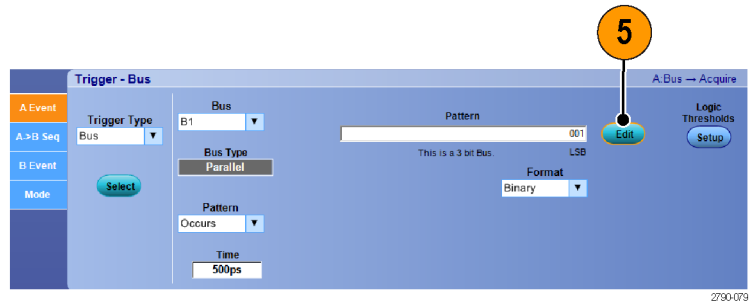 5
Trigger - Bus
A:Bus → Acquire
A Event
A->B Seq
B Event
Mode
Trigger Type
Bus
Select
Bus
B1
Bus Type
Parallel
Pattern
Occurs
Time
500ps
Pattern
001
This is a 3 bit Bus.
LSB
Format
Binary
Edit
Logic
Thresholds
Setup
2790-079